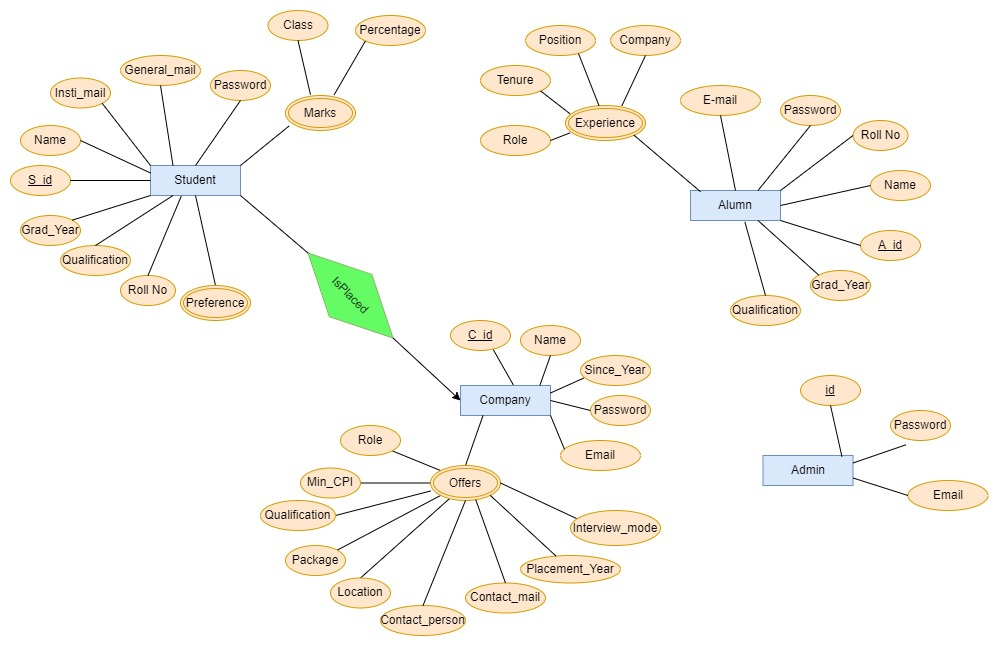 Class
Percentage
Marks
General_mail
Insti_mail
Password
Name
S_id
Student
Grad_Year
Qualification
Roll No
Preference
IsPlaced
Position
Company
Tenure
Experience
Role
E-mail
Password
Roll No
Name
Alumn
A_id
Grad_Year
Qualification
C_id
Name
Since_Year
Company
Password
Email
Role
Offers
Min_CPI
Qualification
Interview_mode
Package
Placement_Year
Location
Contact_mail
Contact_person
id
Password
Admin
Email